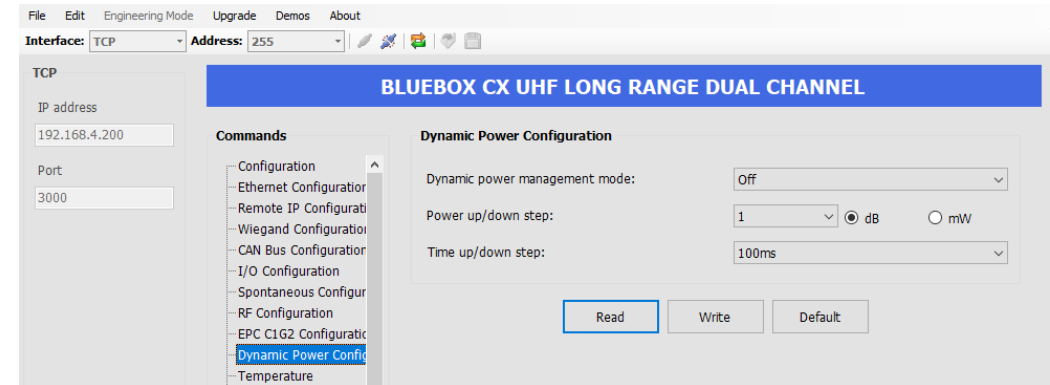 File Edit Engineering Mode Upgrade Demos About
Interface: TCP Address: 255
TCP
IP address
192.168.4.200
Port
3000
BLUEBOX CX UHF LONG RANGE DUAL CHANNEL
Commands
Configuration
Ethernet Configuration
Remote IP Configurati
Wiegand Configuration
CAN Bus Configuration
I/O Configuration
Spontaneous Configur
RF Configuration
EPC C1G2 Configuratic
Dynamic Power Config
Temperature
Dynamic Power Configuration
Dynamic power management mode: Off
Power up/down step: 1 dB mW
Time up/down step: 100ms
Read Write Default